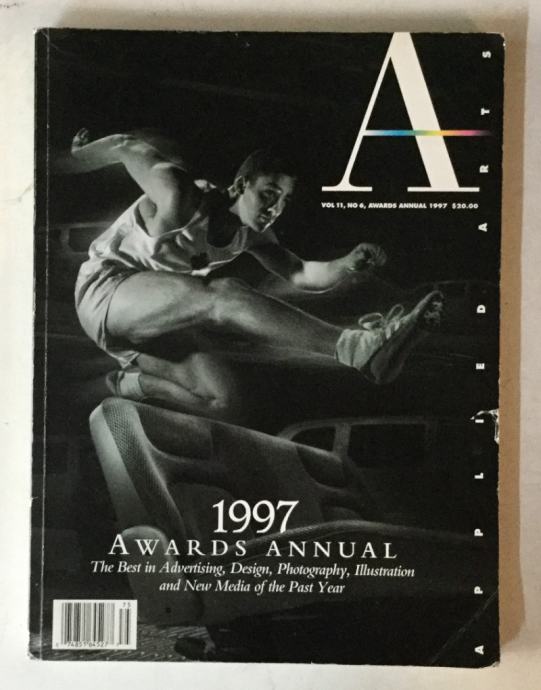 A
VOL 11, NO 6, AWARDS ANNUAL 1997 $20.00
APPLIED ARTS
1997
AWARDS ANNUAL
The Best in Advertising, Design, Photography, Illustration
and New Media of the Past Year
75